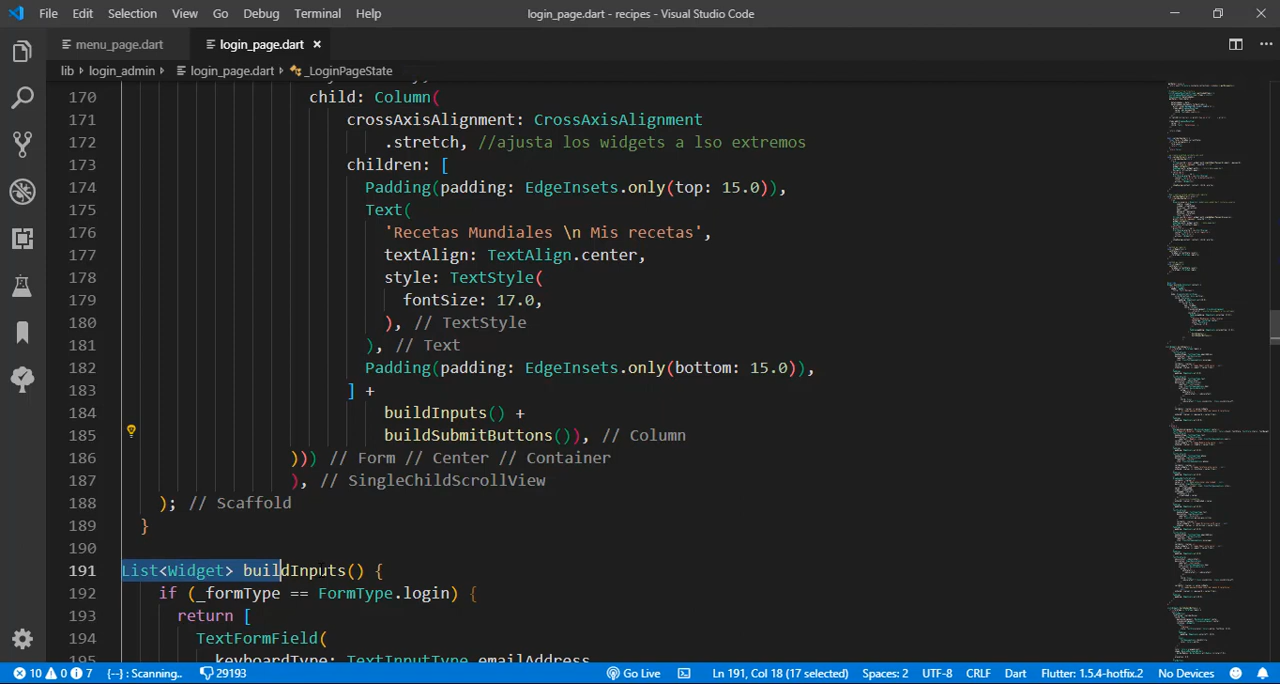 File Edit Selection View Go Debug Terminal Help login_page.dart - recipes - Visual Studio Code
menu_page.dart login_page.dart
lib login_admin login_page.dart _LoginPageState
170 child: Column(
171 crossAxisAlignment: CrossAxisAlignment
172 .stretch, //ajusta los widgets a lso extremos
173 children: [
174 Padding(padding: EdgeInsets.only(top: 15.0)),
175 Text(
176 'Recetas Mundiales \n Mis recetas',
177 textAlign: TextAlign.center,
178 style: TextStyle(
179 fontSize: 17.0,
180 ), // TextStyle
181 ), // Text
182 Padding(padding: EdgeInsets.only(bottom: 15.0)),
183 ] +
184 buildInputs() +
185 buildSubmitButtons()), // Column
186 ))) // Form // Center // Container
187 ), // SingleChildScrollView
188 ); // Scaffold
189 }
190
191 List<Widget> buildInputs() {
192 if (_formType == FormType.login) {
193 return [
194 TextFormField(
195 keyboardType: TextInputType.emailAddress,
10 0 7 {--} : Scanning.. 29193 Go Live Ln 191, Col 18 (17 selected) Spaces: 2 UTF-8 CRLF Dart Flutter: 1.5.4-hotfix.2 No Devices